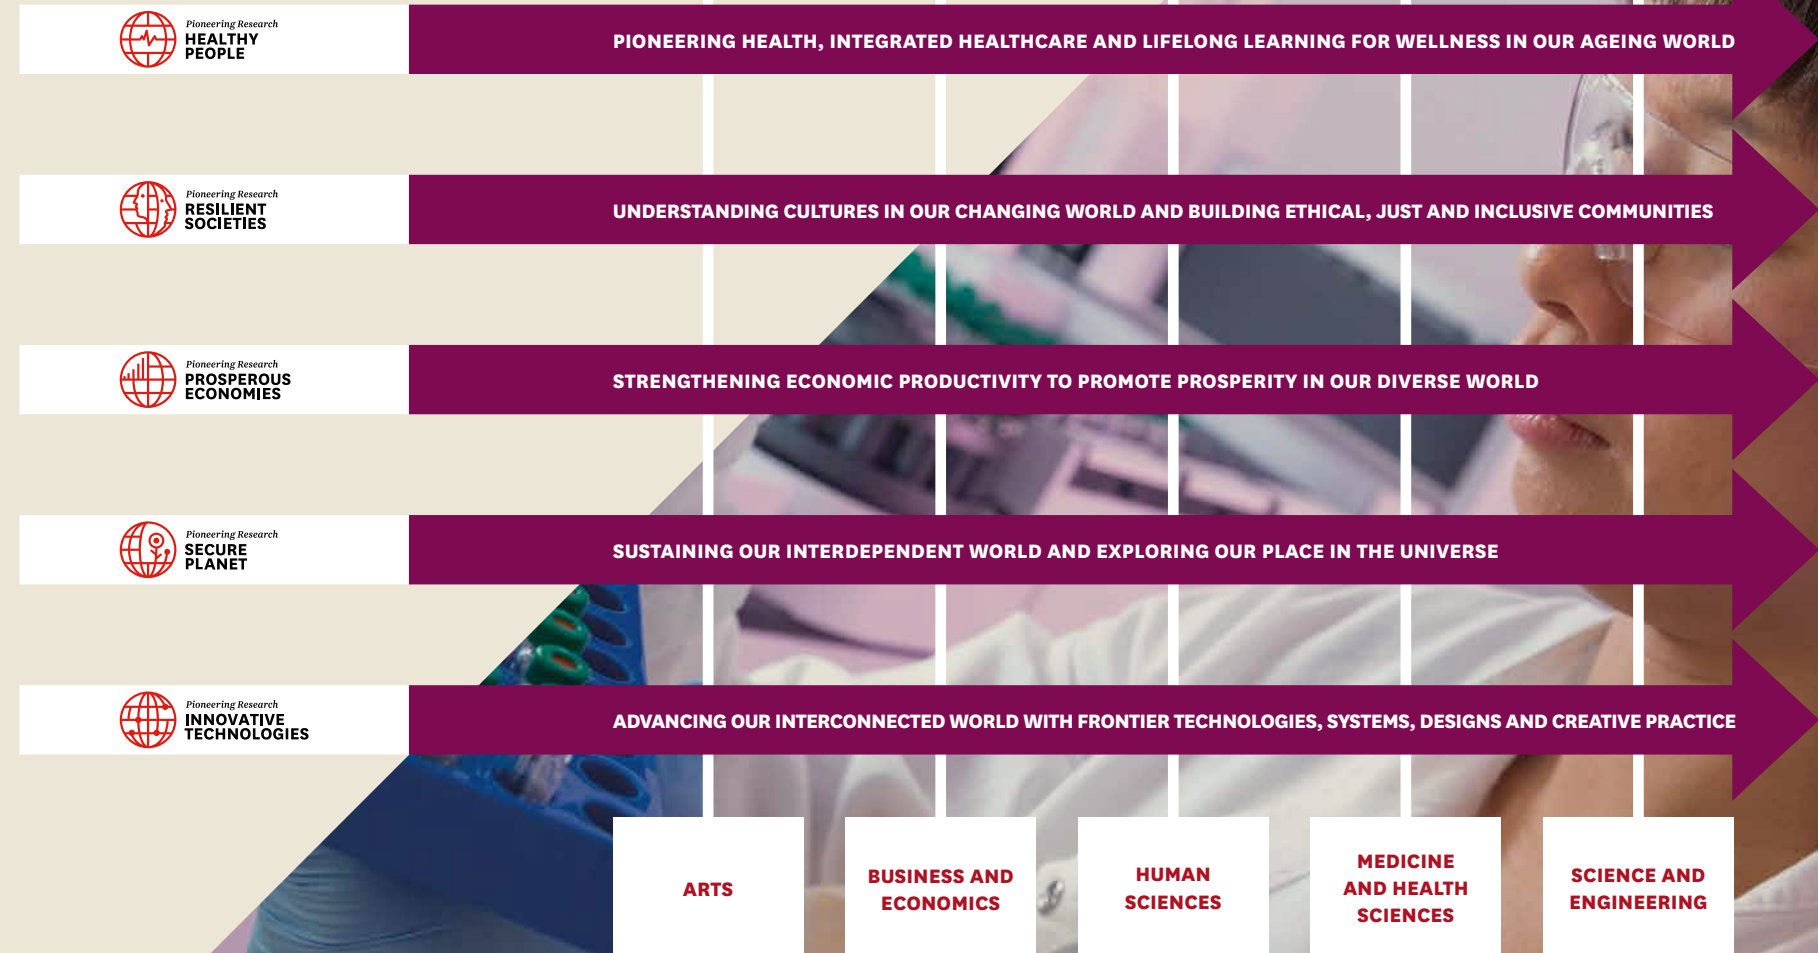 Pioneering Research
HEALTHY
PEOPLE
PIONEERING HEALTH, INTEGRATED HEALTHCARE AND LIFELONG LEARNING FOR WELLNESS IN OUR AGEING WORLD
Pioneering Research
RESILIENT
SOCIETIES
UNDERSTANDING CULTURES IN OUR CHANGING WORLD AND BUILDING ETHICAL, JUST AND INCLUSIVE COMMUNITIES
Pioneering Research
PROSPEROUS
ECONOMIES
STRENGTHENING ECONOMIC PRODUCTIVITY TO PROMOTE PROSPERITY IN OUR DIVERSE WORLD
Pioneering Research
SECURE
PLANET
SUSTAINING OUR INTERDEPENDENT WORLD AND EXPLORING OUR PLACE IN THE UNIVERSE
Pioneering Research
INNOVATIVE
TECHNOLOGIES
ADVANCING OUR INTERCONNECTED WORLD WITH FRONTIER TECHNOLOGIES, SYSTEMS, DESIGNS AND CREATIVE PRACTICE
ARTS
BUSINESS AND
ECONOMICS
HUMAN
SCIENCES
MEDICINE
AND HEALTH
SCIENCES
SCIENCE AND
ENGINEERING